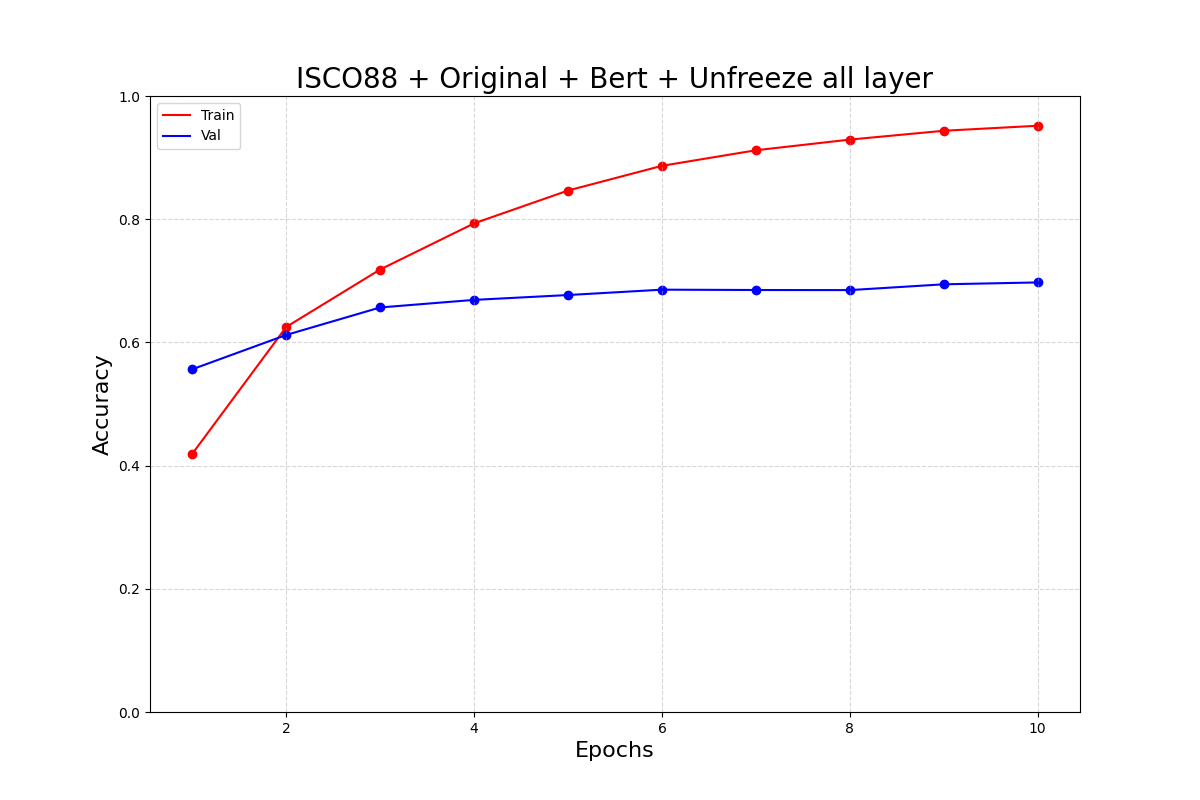 ISCO88 + Original + Bert + Unfreeze all layer
Train
Val
1.0
0.8
0.6
0.4
0.2
0.0
Accuracy
2 4 6 8 10
Epochs